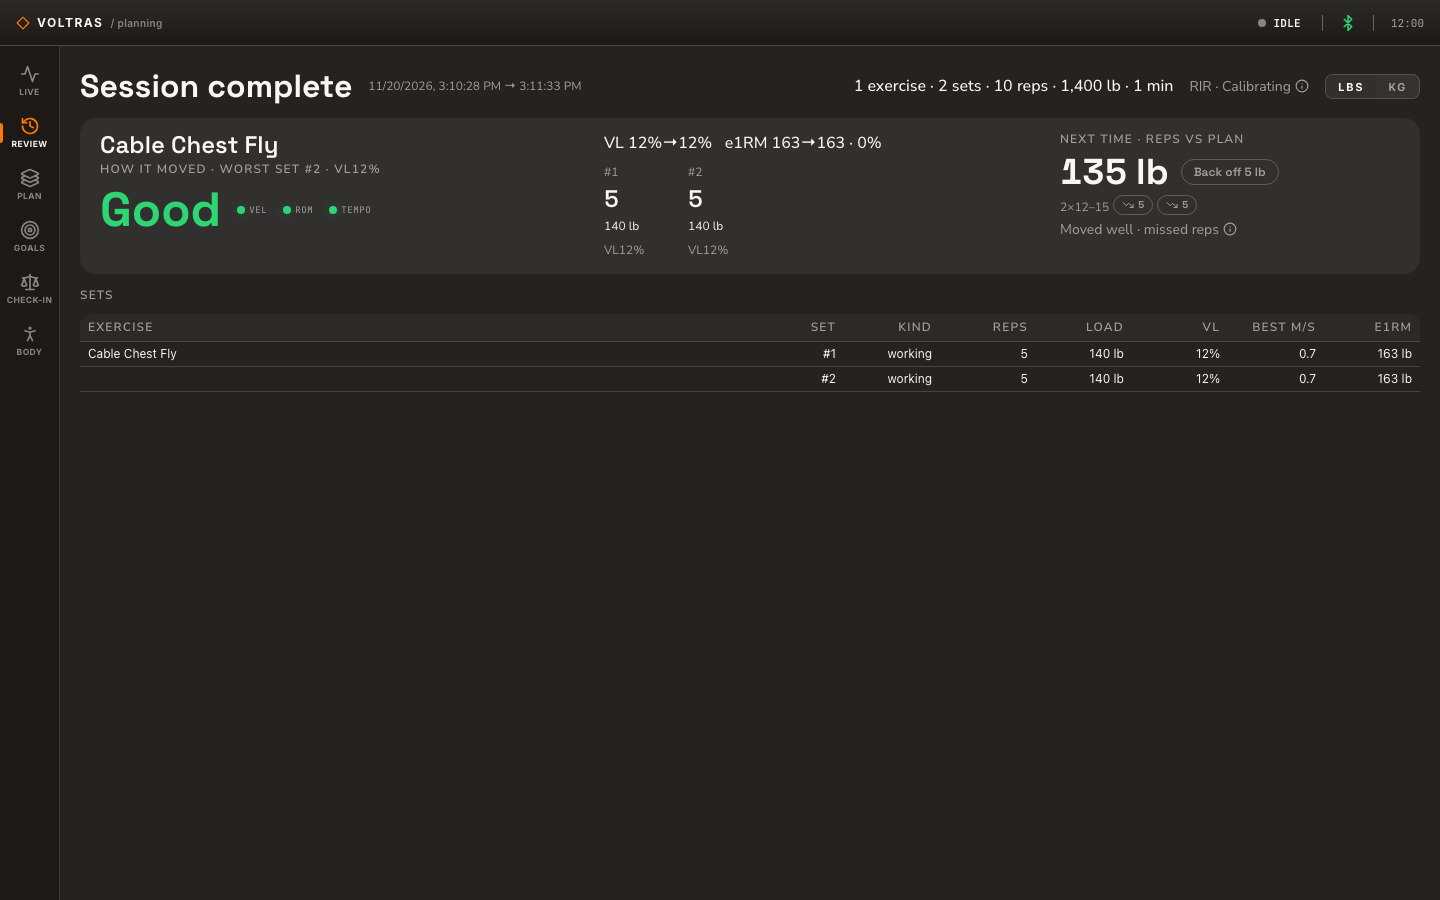 VOLTRAS / planning
IDLE
12:00
LIVE
REVIEW
PLAN
GOALS
CHECK-IN
BODY
Session complete
11/20/2026, 3:10:28 PM → 3:11:33 PM
1 exercise · 2 sets · 10 reps · 1,400 lb · 1 min
RIR · Calibrating
LBS KG
Cable Chest Fly
HOW IT MOVED · WORST SET #2 · VL12%
Good
VEL ROM TEMPO
VL 12%→12% e1RM 163→163 · 0%
#1 #2
5 5
140 lb 140 lb
VL12% VL12%
NEXT TIME · REPS VS PLAN
135 lb Back off 5 lb
2×12–15 5 5
Moved well · missed reps
SETS
EXERCISE SET KIND REPS LOAD VL BEST M/S E1RM
Cable Chest Fly #1 working 5 140 lb 12% 0.7 163 lb
#2 working 5 140 lb 12% 0.7 163 lb